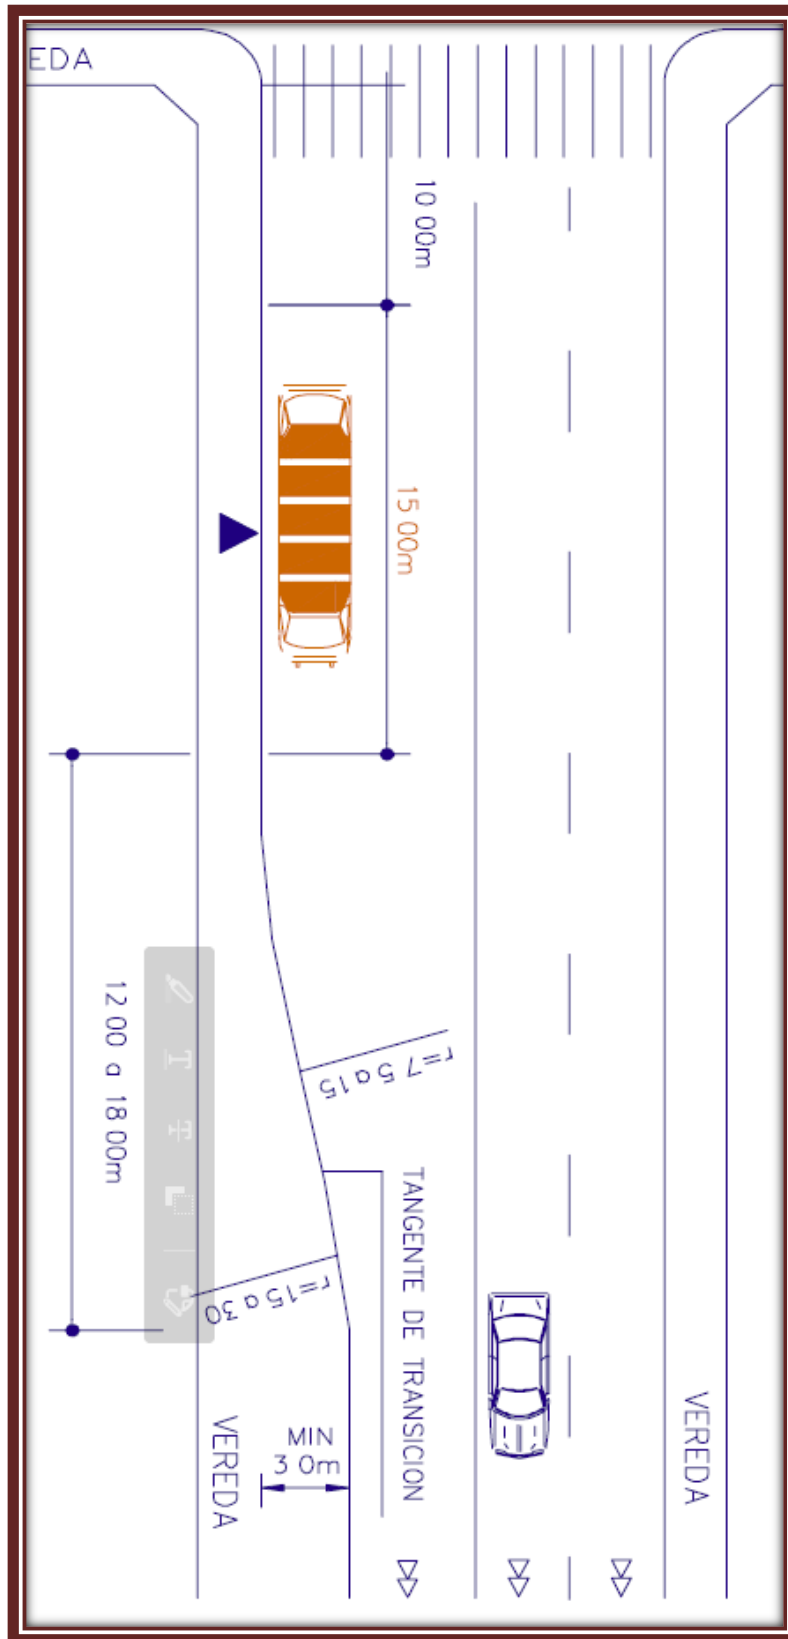 EDA
10 00m
15 00m
12 00 a 18 00m
r=7 5 a 15
r=15 a 30
TANGENTE DE TRANSICION
MIN
3 0m
VEREDA
VEREDA